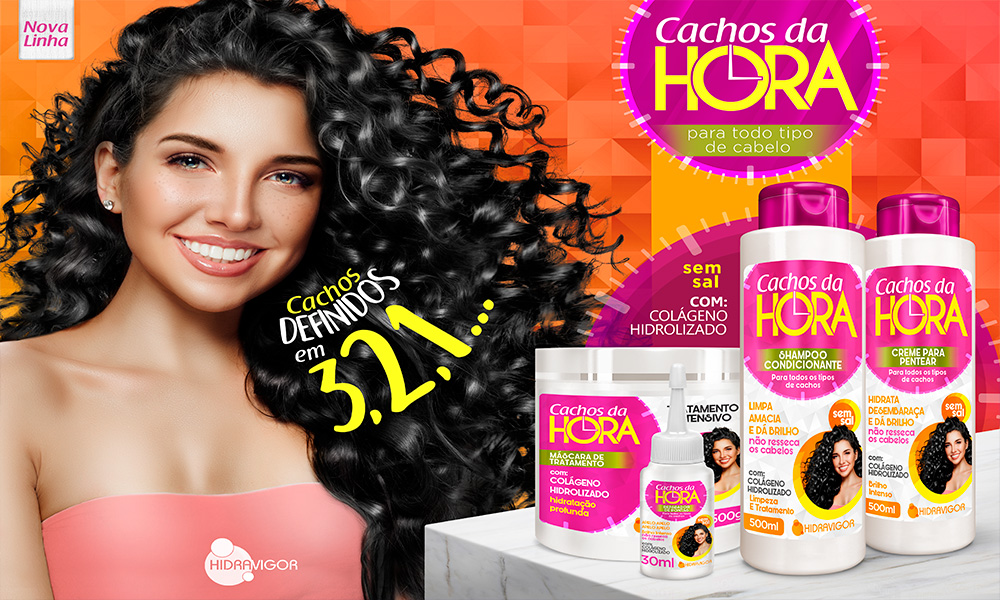 Nova
Linha
Cachos da
HORA
para todo tipo
de cabelo
sem
sal
COM:
COLÁGENO
HIDROLIZADO
Cachos
DEFINIDOS
em
3,2,1,...
HIDRAVIGOR
Cachos da
HORA
MÁSCARA DE
TRATAMENTO
com:
COLÁGENO
HIDROLIZADO
hidratação
profunda
Cachos da
HORA
30ml
Cachos da
HORA
SHAMPOO
CONDICIONANTE
Para todos os tipos
de cachos
LIMPA
AMACIA
E DÁ BRILHO
não resseca
os cabelos
sem
sal
com:
COLÁGENO
HIDROLIZADO
Limpeza
E Tratamento
500ml
HIDRAVIGOR
Cachos da
HORA
CREME PARA
PENTEAR
Para todos os tipos
de cachos
HIDRATA
DESEMBARAÇA
E DÁ BRILHO
não resseca
os cabelos
sem
sal
com:
COLÁGENO
HIDROLIZADO
Brilho
Intenso
500ml
HIDRAVIGOR